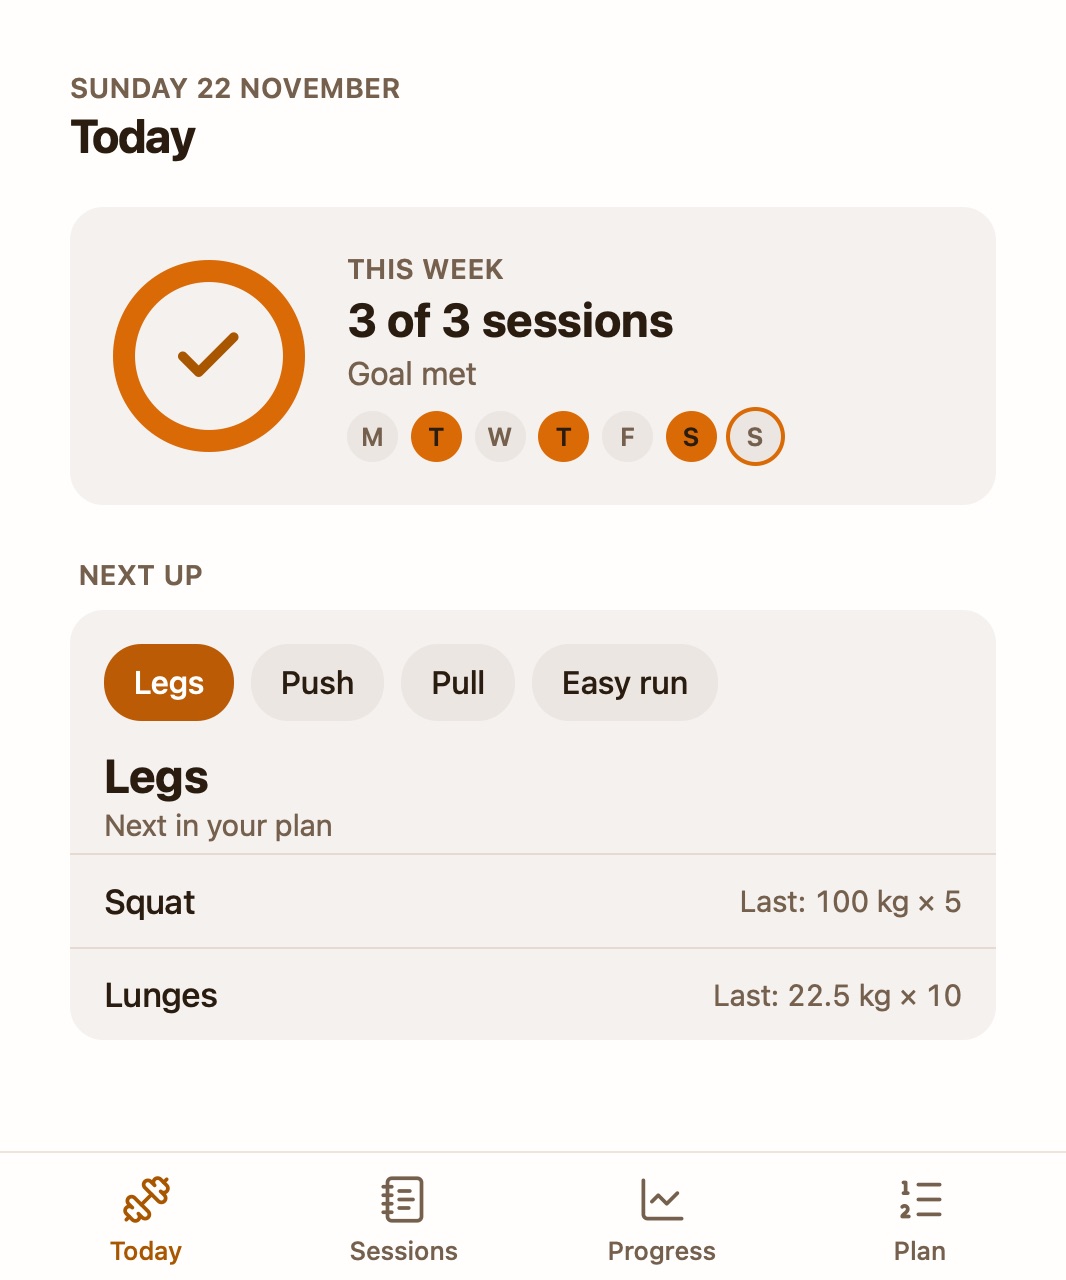 SUNDAY 22 NOVEMBER
Today
THIS WEEK
3 of 3 sessions
Goal met
M T W T F S S
NEXT UP
Legs Push Pull Easy run
Legs
Next in your plan
Squat Last: 100 kg × 5
Lunges Last: 22.5 kg × 10
1
2
Today Sessions Progress Plan